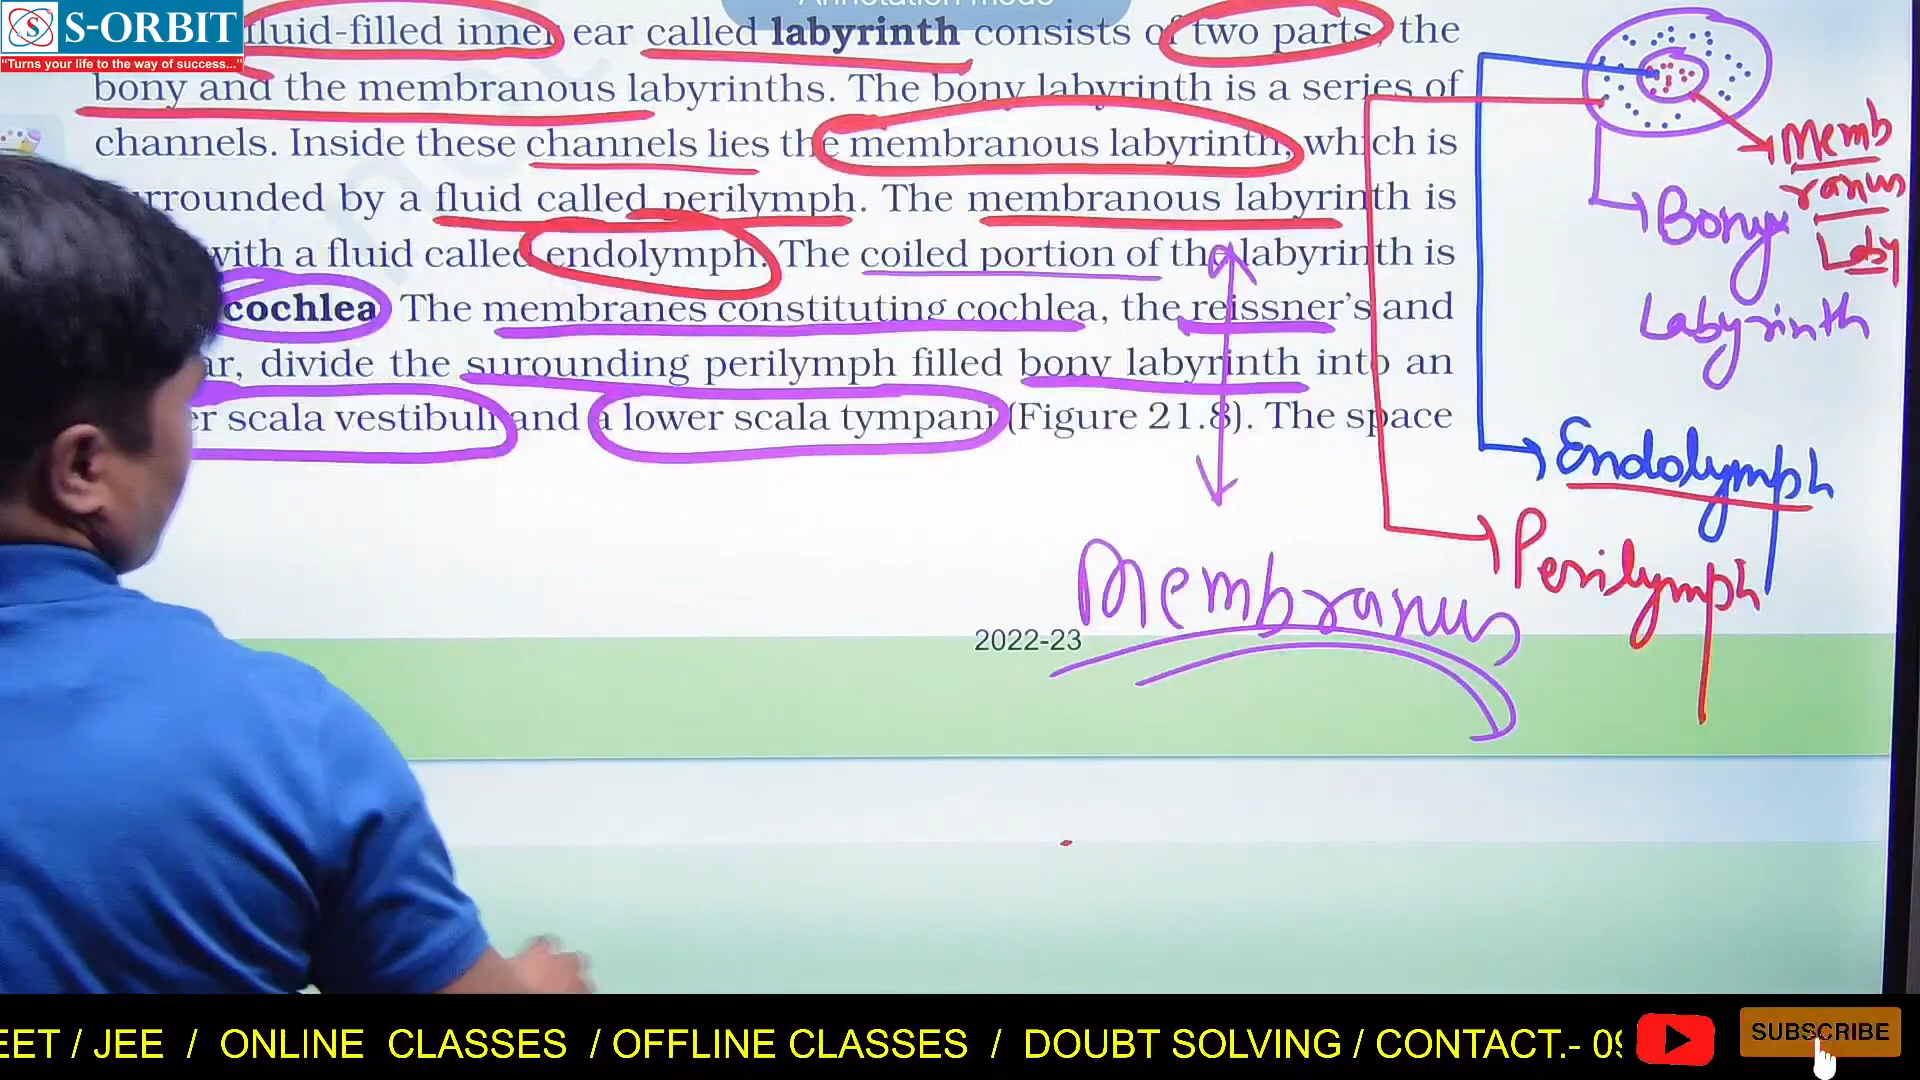 S-ORBIT
"Turns your life to the way of success..."
Annotation mode
fluid-filled inner ear called labyrinth consists of two parts, the
bony and the membranous labyrinths. The bony labyrinth is a series of
channels. Inside these channels lies the membranous labyrinth, which is
rrounded by a fluid called perilymph. The membranous labyrinth is
with a fluid called endolymph. The coiled portion of the labyrinth is
cochlea. The membranes constituting cochlea, the reissner's and
ar, divide the surounding perilymph filled bony labyrinth into an
er scala vestibuli and a lower scala tympani (Figure 21.8). The space
Memb
ranus
Laby
Bony
Labyrinth
Endolymph
Perilymph
Membranus
2022-23
EET / JEE / ONLINE CLASSES / OFFLINE CLASSES / DOUBT SOLVING / CONTACT.- 09
SUBSCRIBE